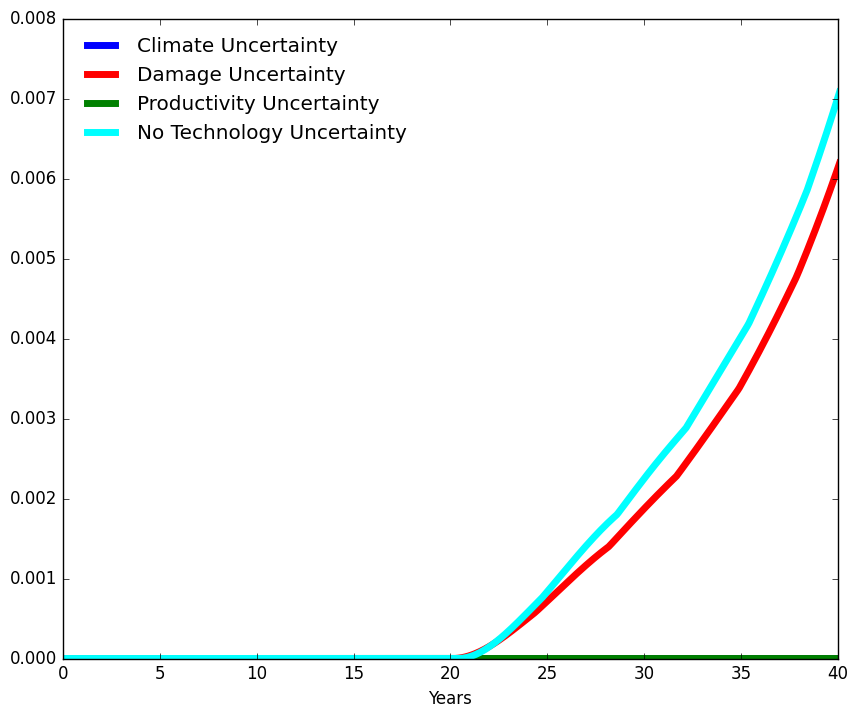 0.008
0.007
0.006
0.005
0.004
0.003
0.002
0.001
0.000
Climate Uncertainty
Damage Uncertainty
Productivity Uncertainty
No Technology Uncertainty
0 5 10 15 20 25 30 35 40
Years